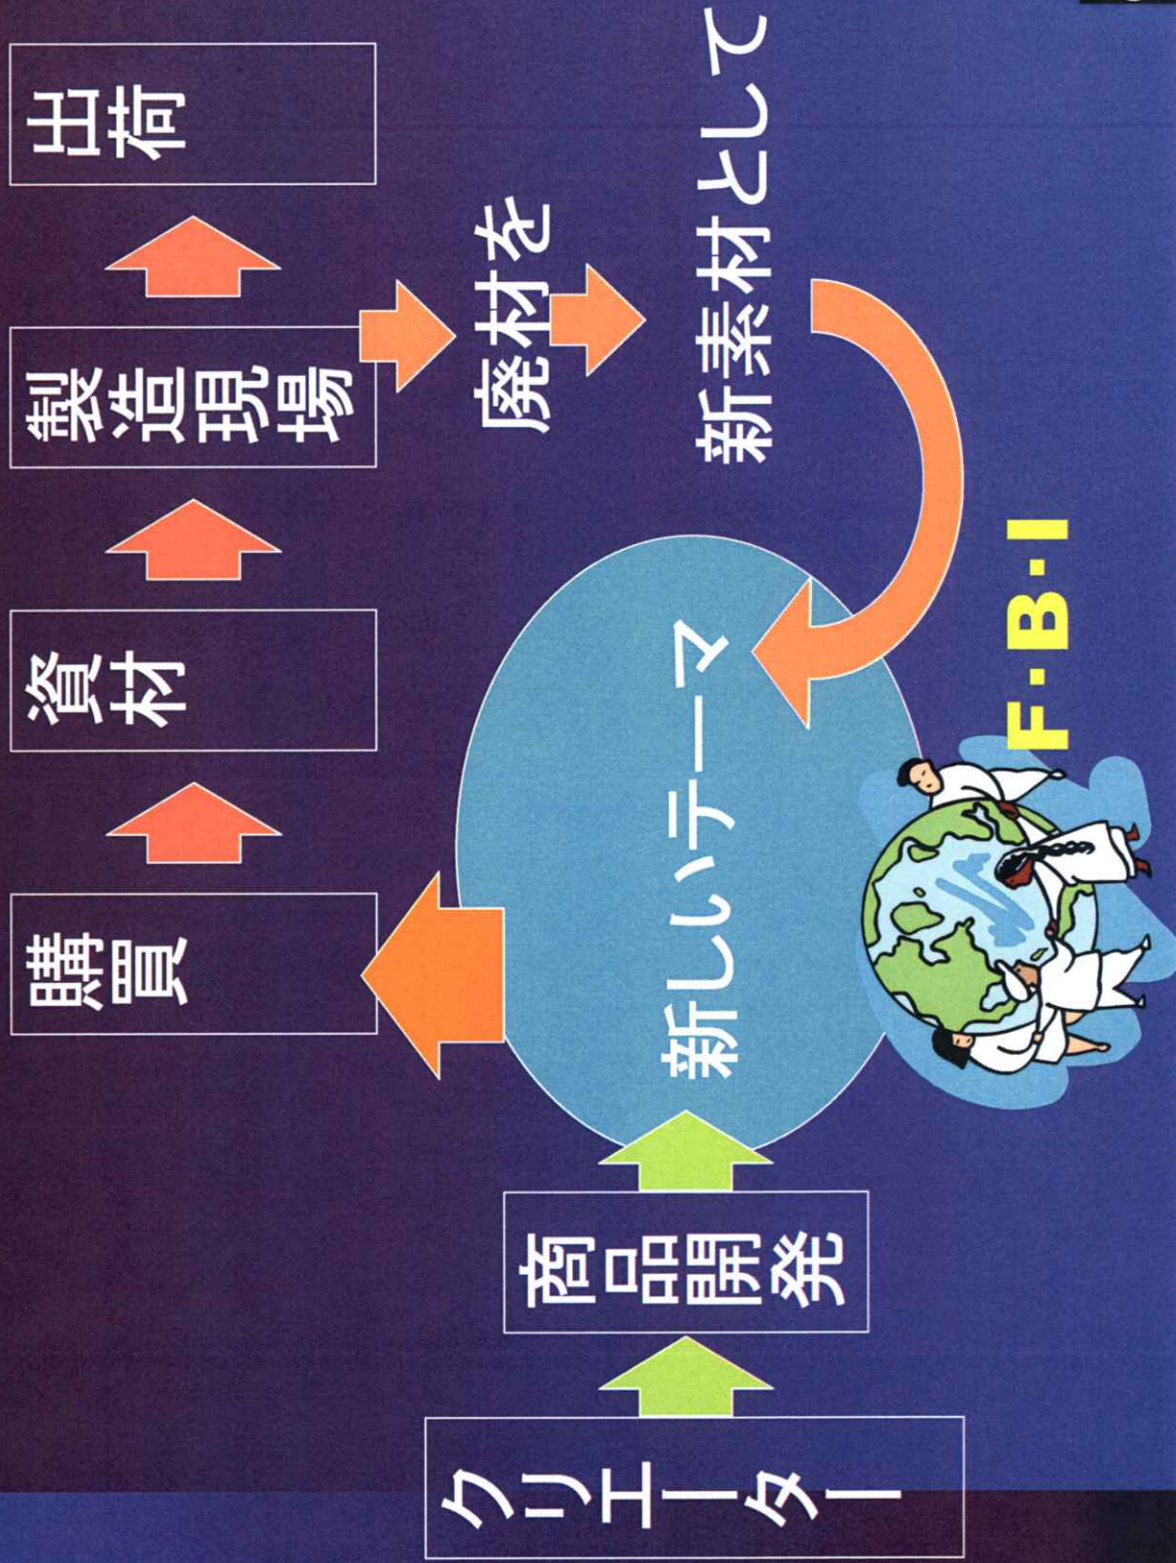 購買
資材
製造現場
出荷
クリエーター
商品開発
新しいテーマ
廃材を
新素材として
F・B・I